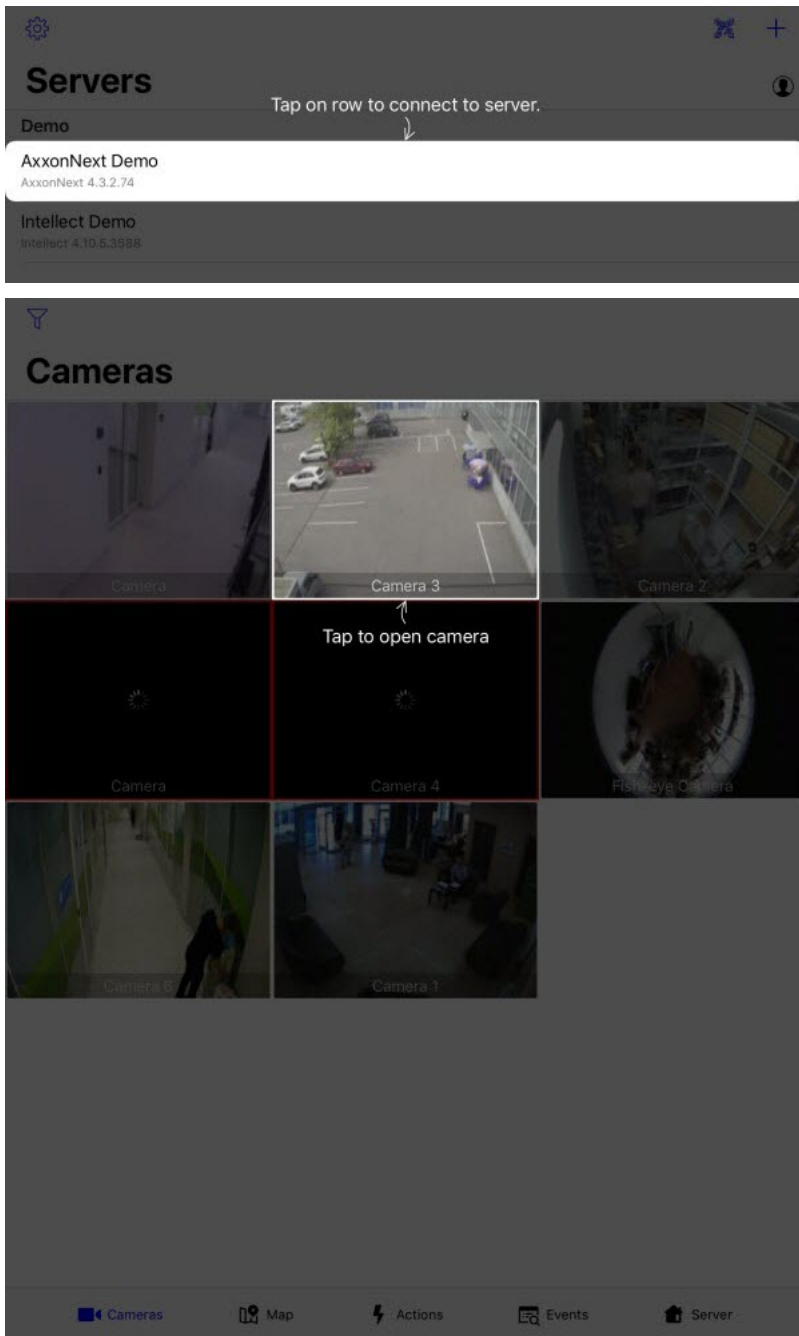 Servers
Tap on row to connect to server.
Demo
AxxonNext Demo
AxxonNext 4.3.2.74
Intellect Demo
Intellect 4.10.5.3588
Cameras
Camera
Camera 3
Camera 2
Tap to open camera
Camera
Camera 4
Fish-eye Camera
Camera 6
Camera 1
Cameras
Map
Actions
Events
Server